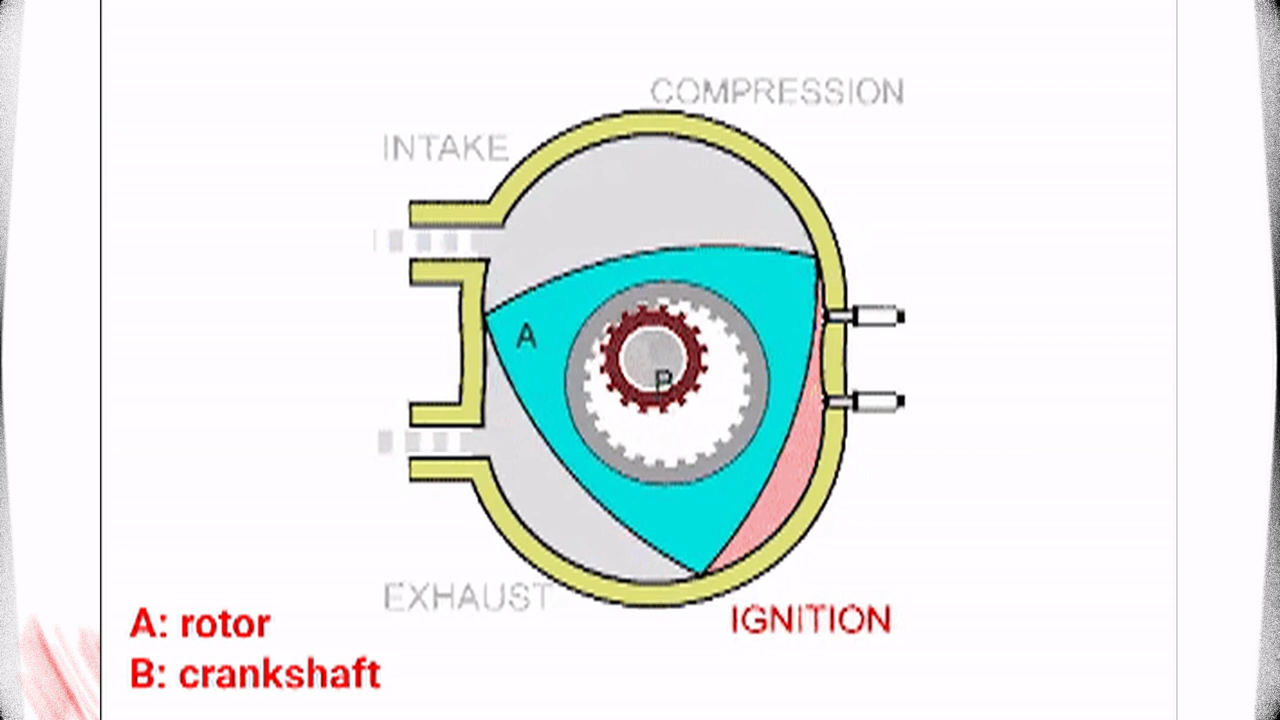 COMPRESSION
INTAKE
A
B
EXHAUST
IGNITION
A: rotor
B: crankshaft